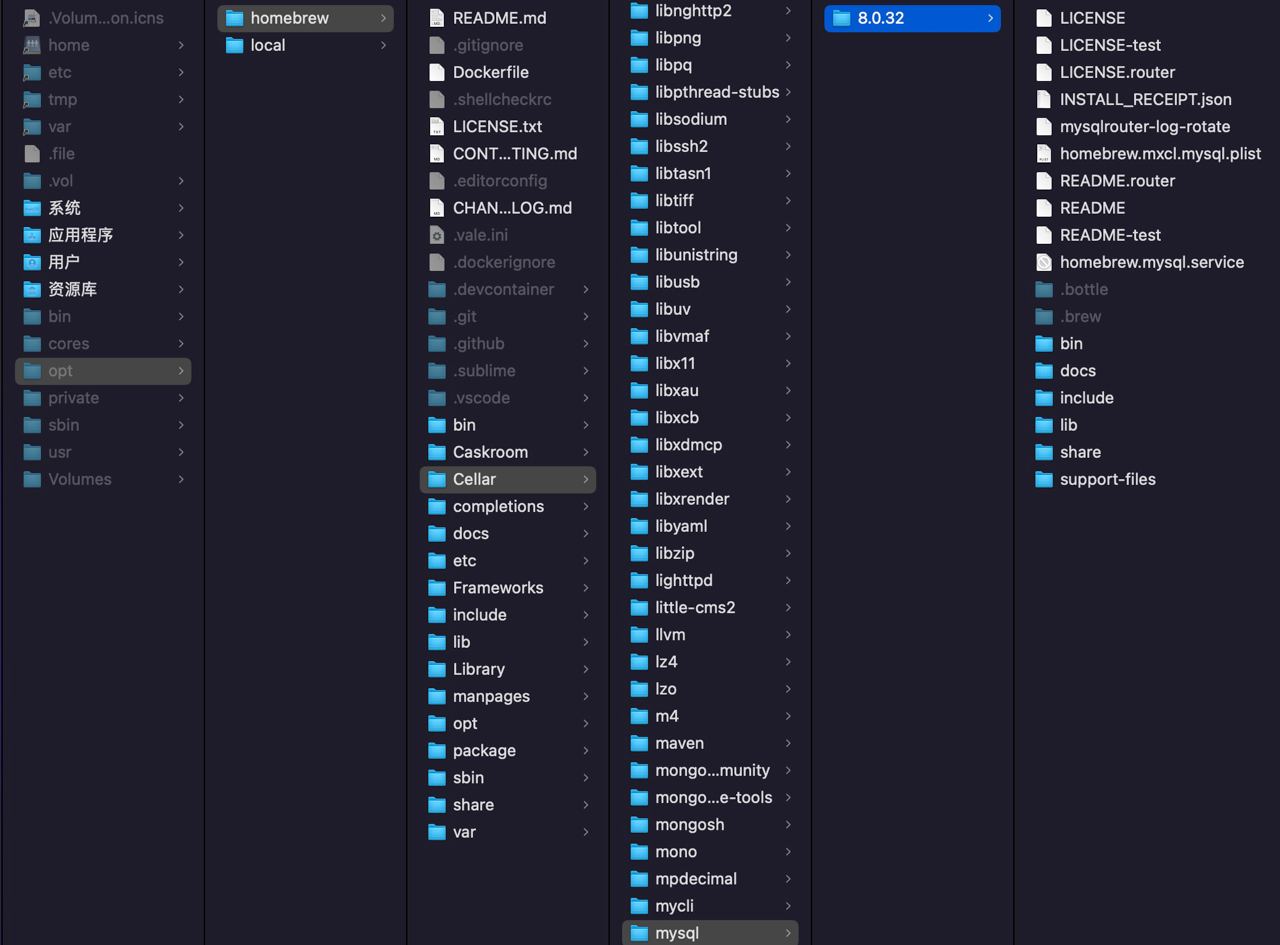 .Volum...on.icns
home
etc
tmp
var
.file
.vol
系统
应用程序
用户
资源库
bin
cores
opt
private
sbin
usr
Volumes
homebrew
local
README.md
.gitignore
Dockerfile
.shellcheckrc
LICENSE.txt
CONT...TING.md
.editorconfig
CHAN...LOG.md
.vale.ini
.dockerignore
.devcontainer
.git
.github
.sublime
.vscode
bin
Caskroom
Cellar
completions
docs
etc
Frameworks
include
lib
Library
manpages
opt
package
sbin
share
var
libnghttp2
libpng
libpq
libpthread-stubs
libsodium
libssh2
libtasn1
libtiff
libtool
libunistring
libusb
libuv
libvmaf
libx11
libxau
libxcb
libxdmcp
libxext
libxrender
libyaml
libzip
lighttpd
little-cms2
llvm
lz4
lzo
m4
maven
mongo...munity
mongo...e-tools
mongosh
mono
mpdecimal
mycli
mysql
8.0.32
LICENSE
LICENSE-test
LICENSE.router
INSTALL_RECEIPT.json
mysqlrouter-log-rotate
homebrew.mxcl.mysql.plist
README.router
README
README-test
homebrew.mysql.service
.bottle
.brew
bin
docs
include
lib
share
support-files